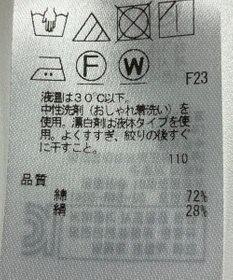 F W
F23
液温は30℃以下。
中性洗剤(おしゃれ着洗い)を
使用。漂白剤は液体タイプを使
用。よくすすぎ、絞りの後すぐ
に干すこと。
110
品質
綿 72%
絹 28%